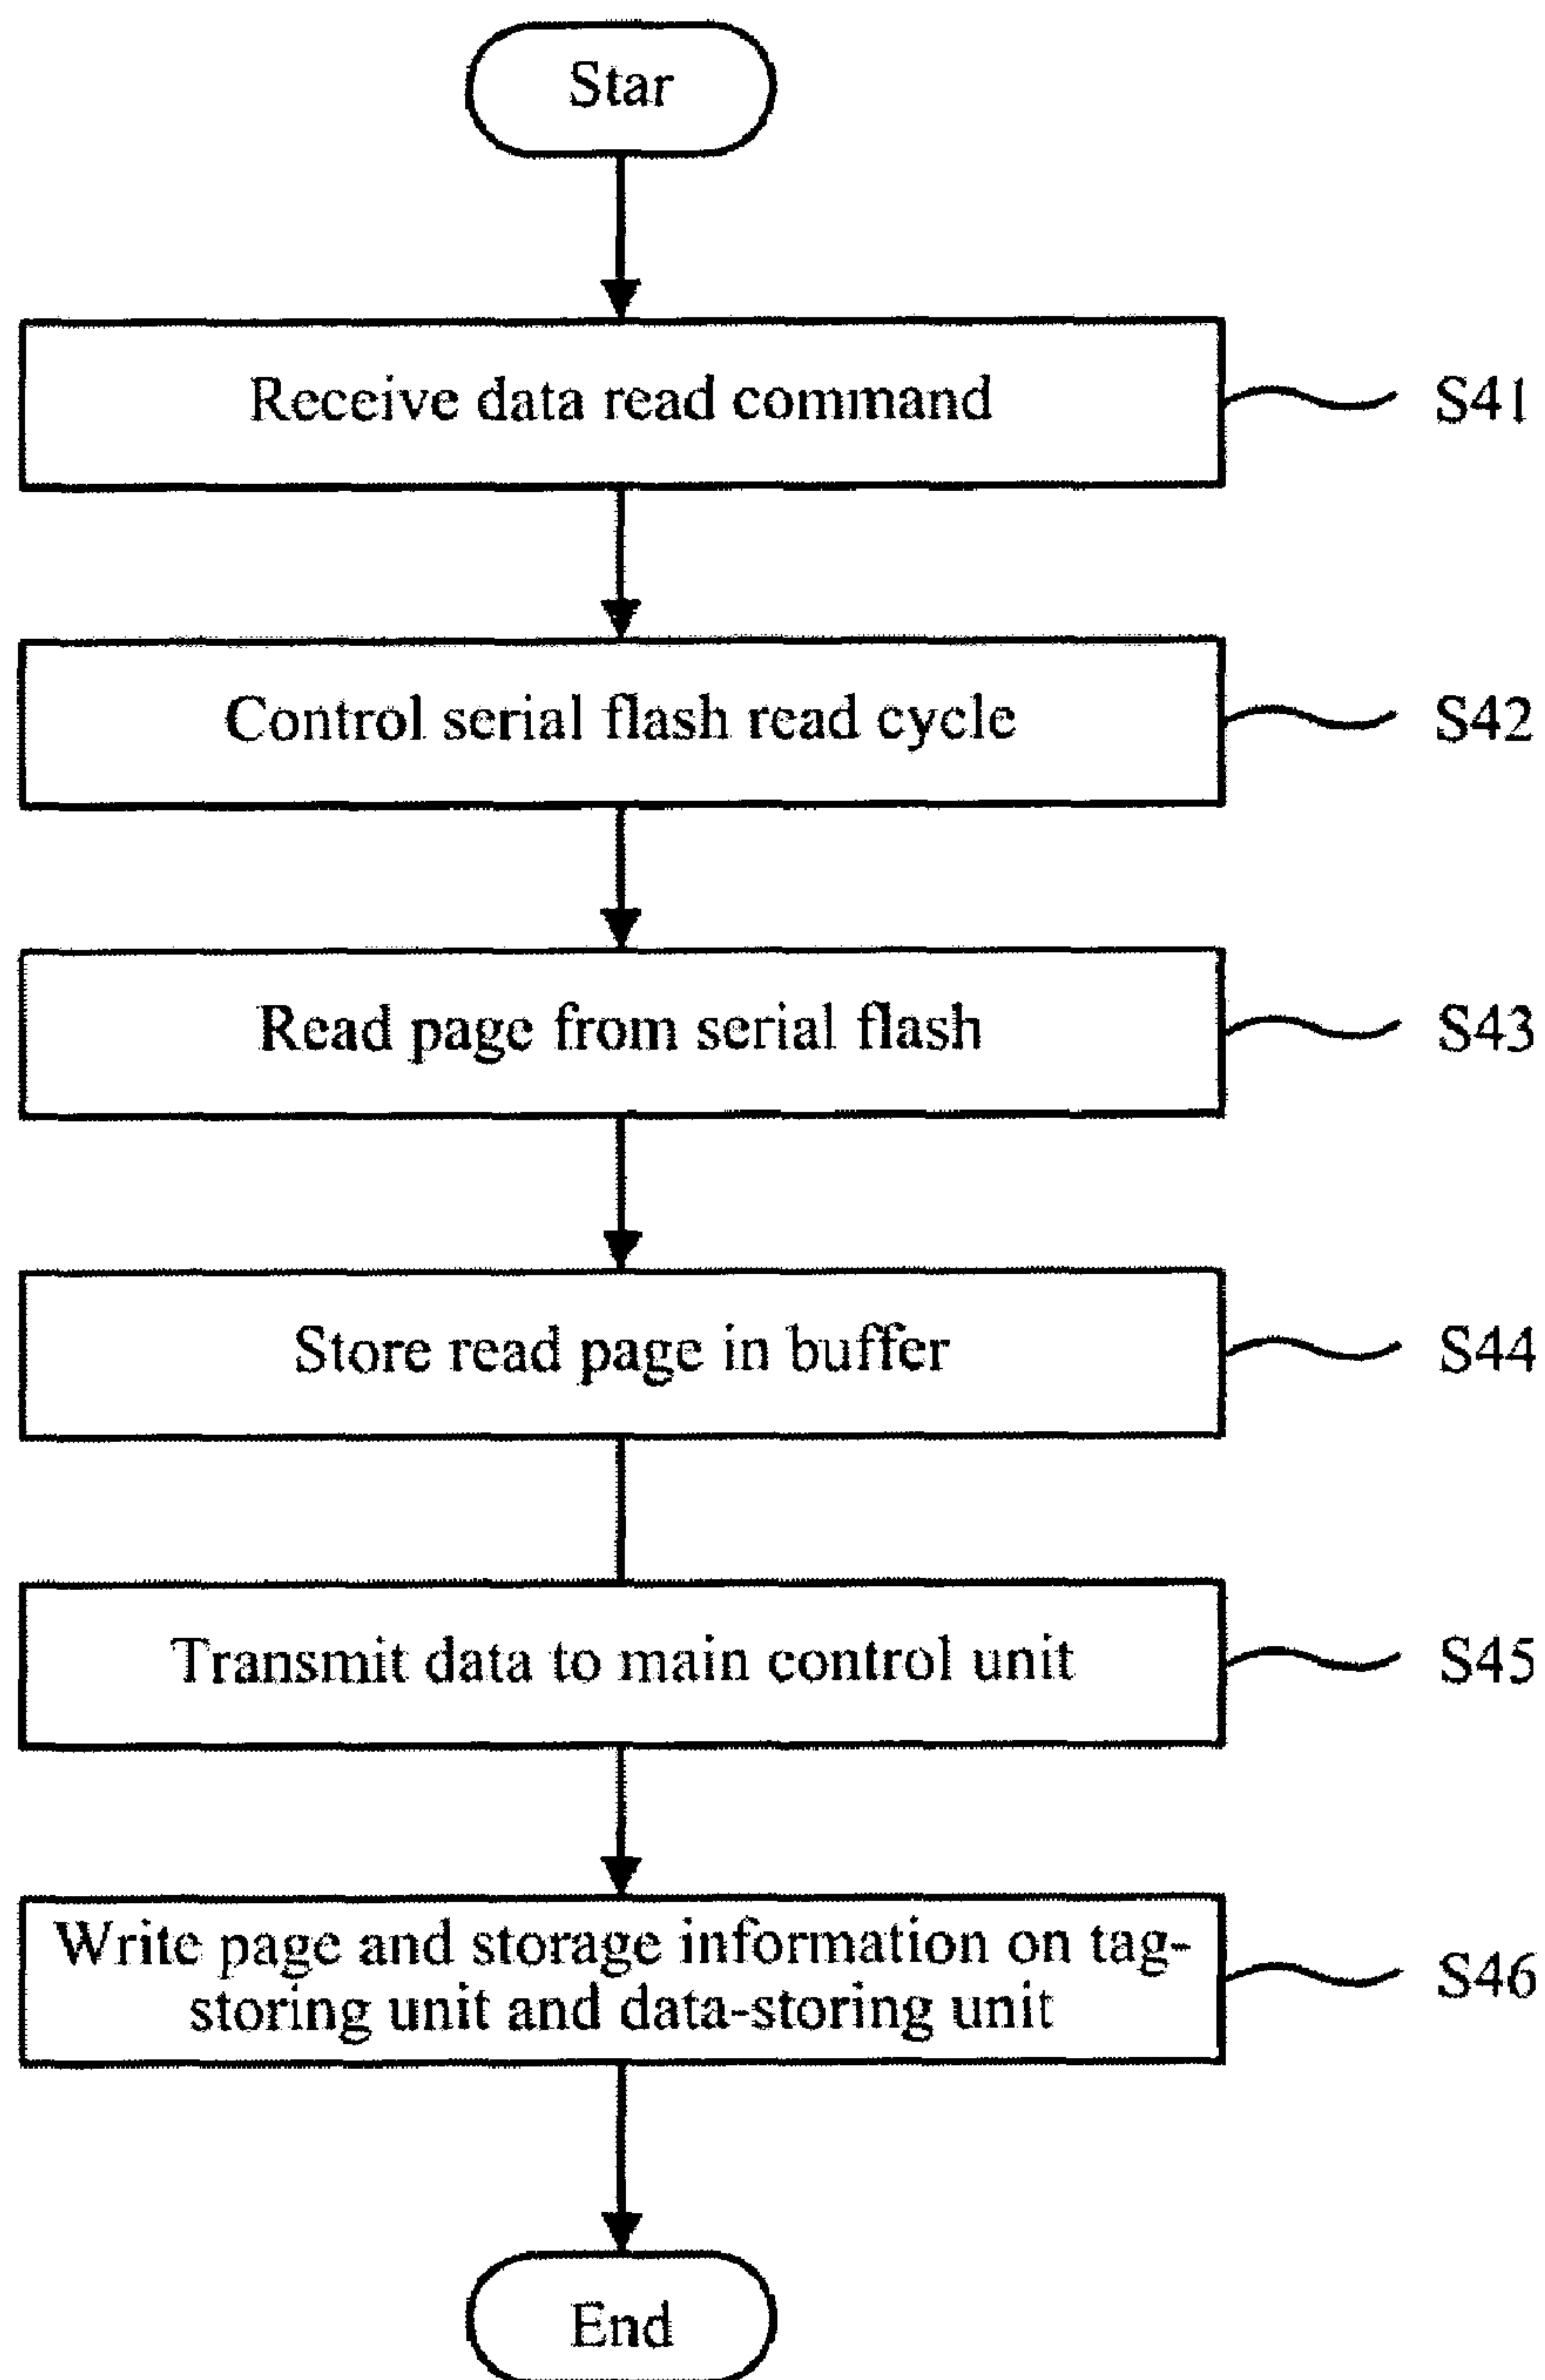 Star
Receive data read command
S41
Control serial flash read cycle
S42
Read page from serial flash
S43
Store read page in buffer
S44
Transmit data to main control unit
S45
Write page and storage information on tag-
storing unit and data-storing unit
S46
End